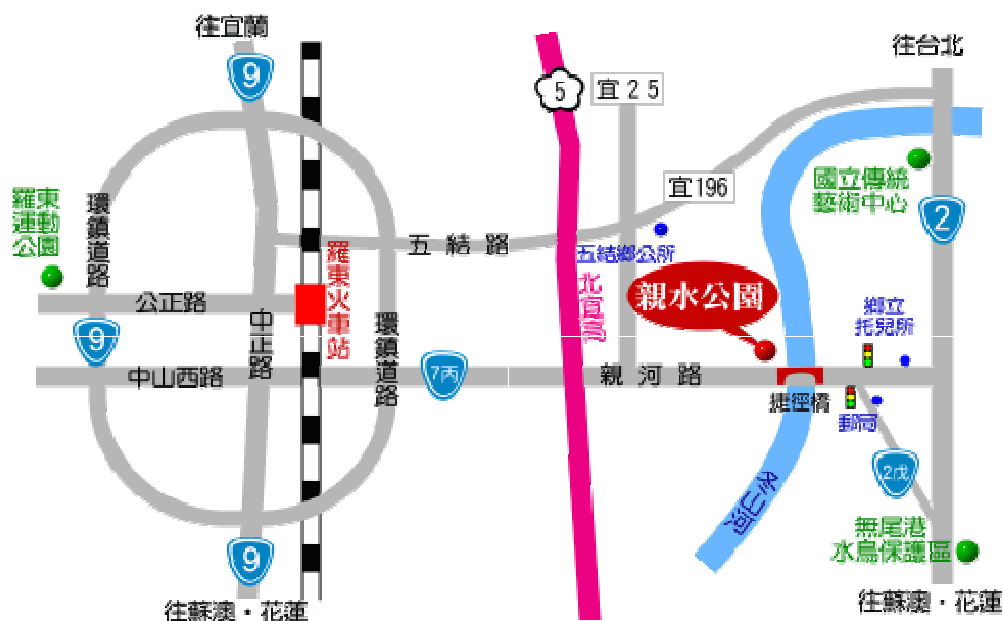 往宜蘭
9
5
宜 2 5
往台北
宜 196
國立傳統
藝術中心
2
羅東
運動
公園
環鎮道路
五 結 路
五結鄉公所
羅東火車站
北宜高
親水公園
公正路
中正路
環鎮道路
鄉立
托兒所
9
中山西路
7丙
親 河 路
捷徑橋
郵局
2戊
冬山河
9
無尾港
水鳥保護區
往蘇澳・花蓮
往蘇澳・花蓮